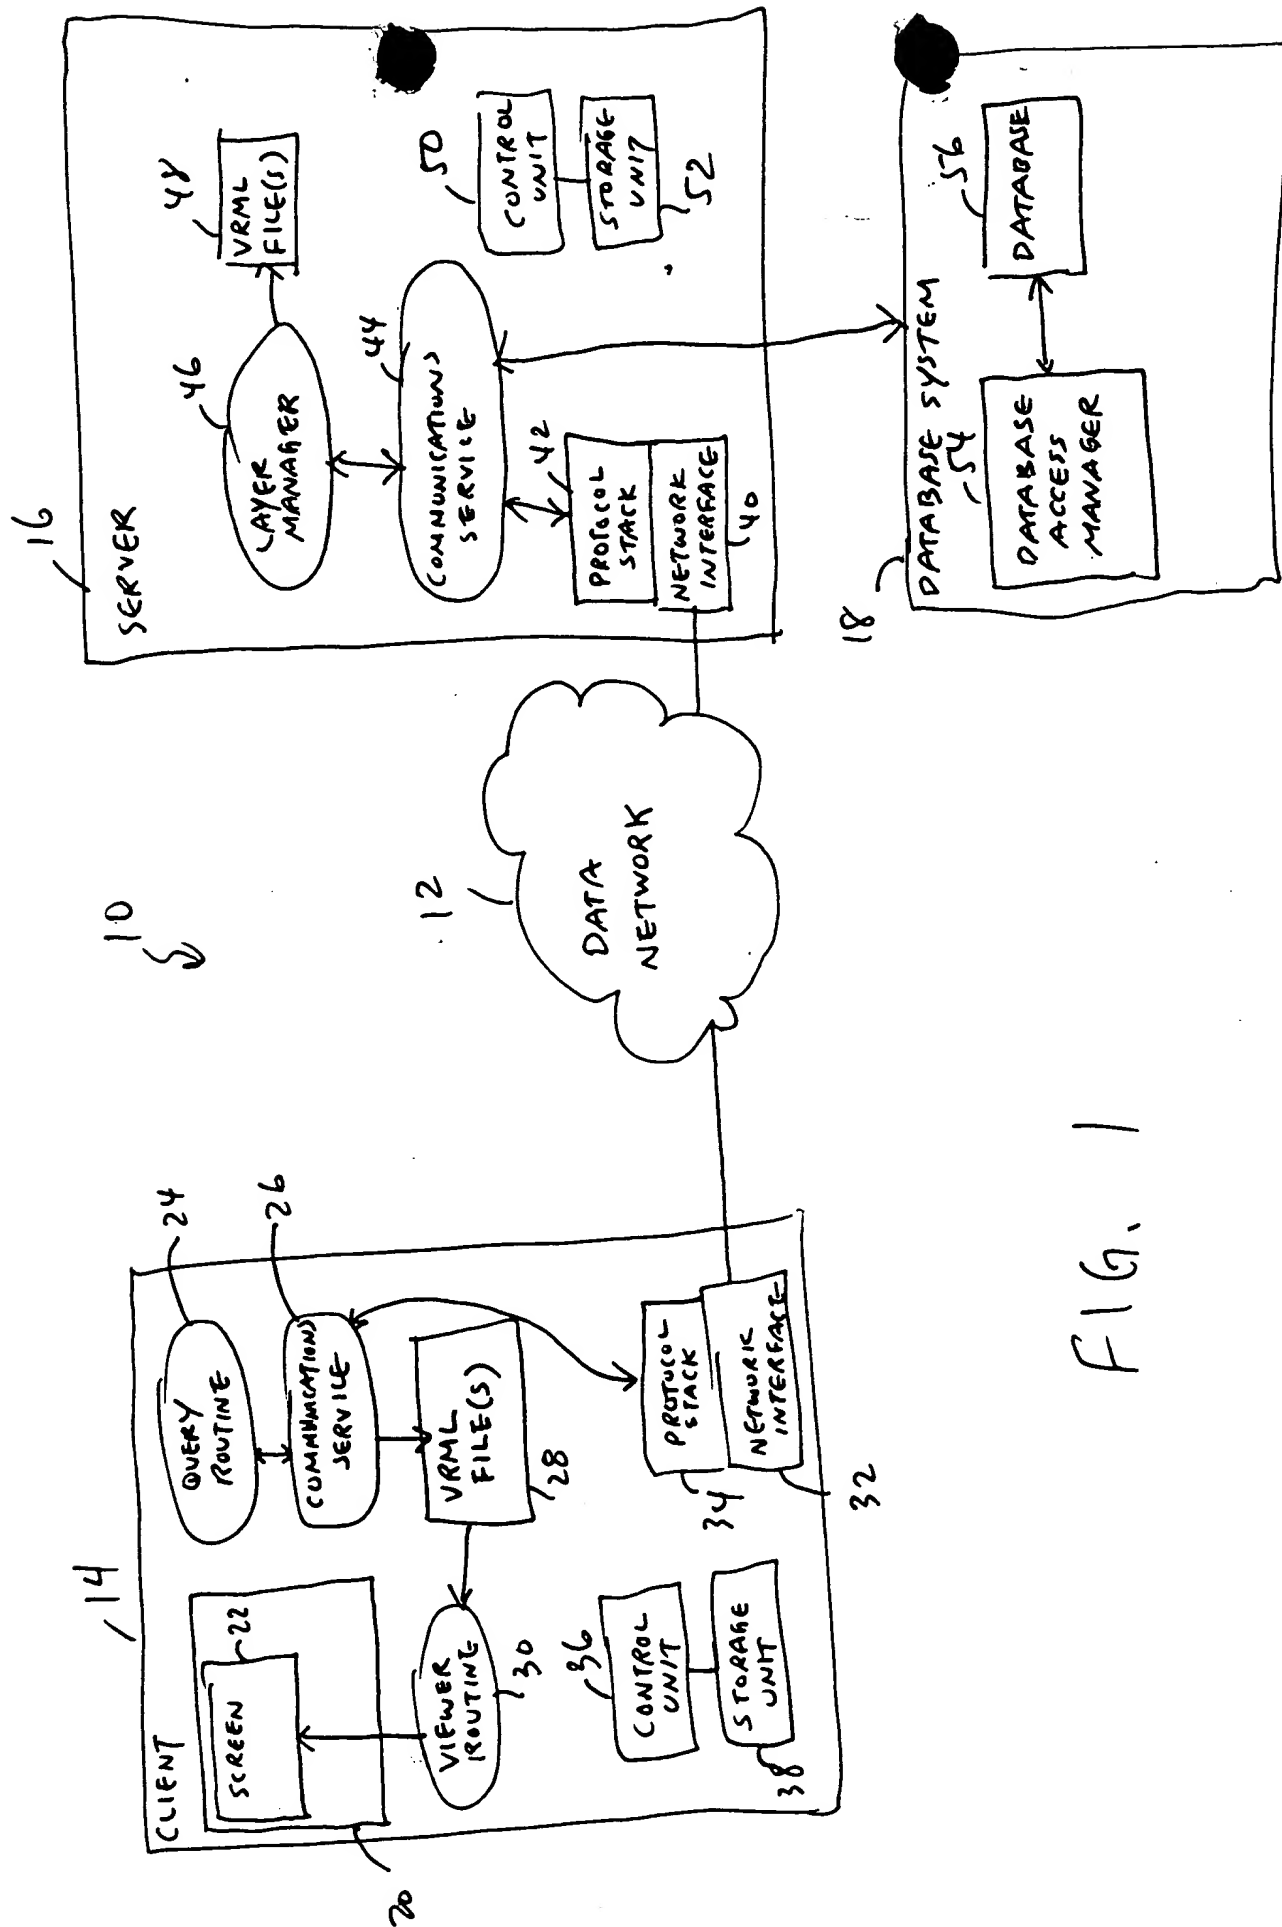 10
14
CLIENT
SCREEN
22
20
QUERY
ROUTINE
24
COMMUNICATIONS
SERVICE
26
VRML
FILE(S)
28
VIEWER
ROUTINE
30
36
CONTROL
UNIT
STORAGE
UNIT
38
PROTOCOL
STACK
34
NETWORK
INTERFACE
32
12
DATA
NETWORK
16
SERVER
46
LAYER
MANAGER
48
VRML
FILE(S)
44
COMMUNICATIONS
SERVICE
42
PROTOCOL
STACK
NETWORK
INTERFACE
40
50
CONTROL
UNIT
STORAGE
UNIT
52
18
DATABASE SYSTEM
54
DATABASE
ACCESS
MANAGER
56
DATABASE
FIG. 1